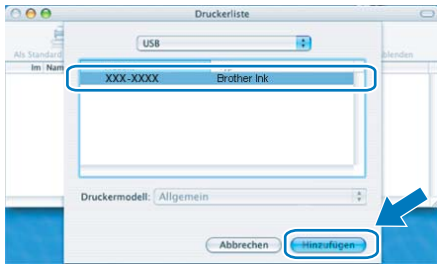 Druckerliste
USB
Als Standard
blenden
Im Nam
XXX-XXXX Brother Ink
Druckermodell: Allgemein
Abbrechen Hinzufügen